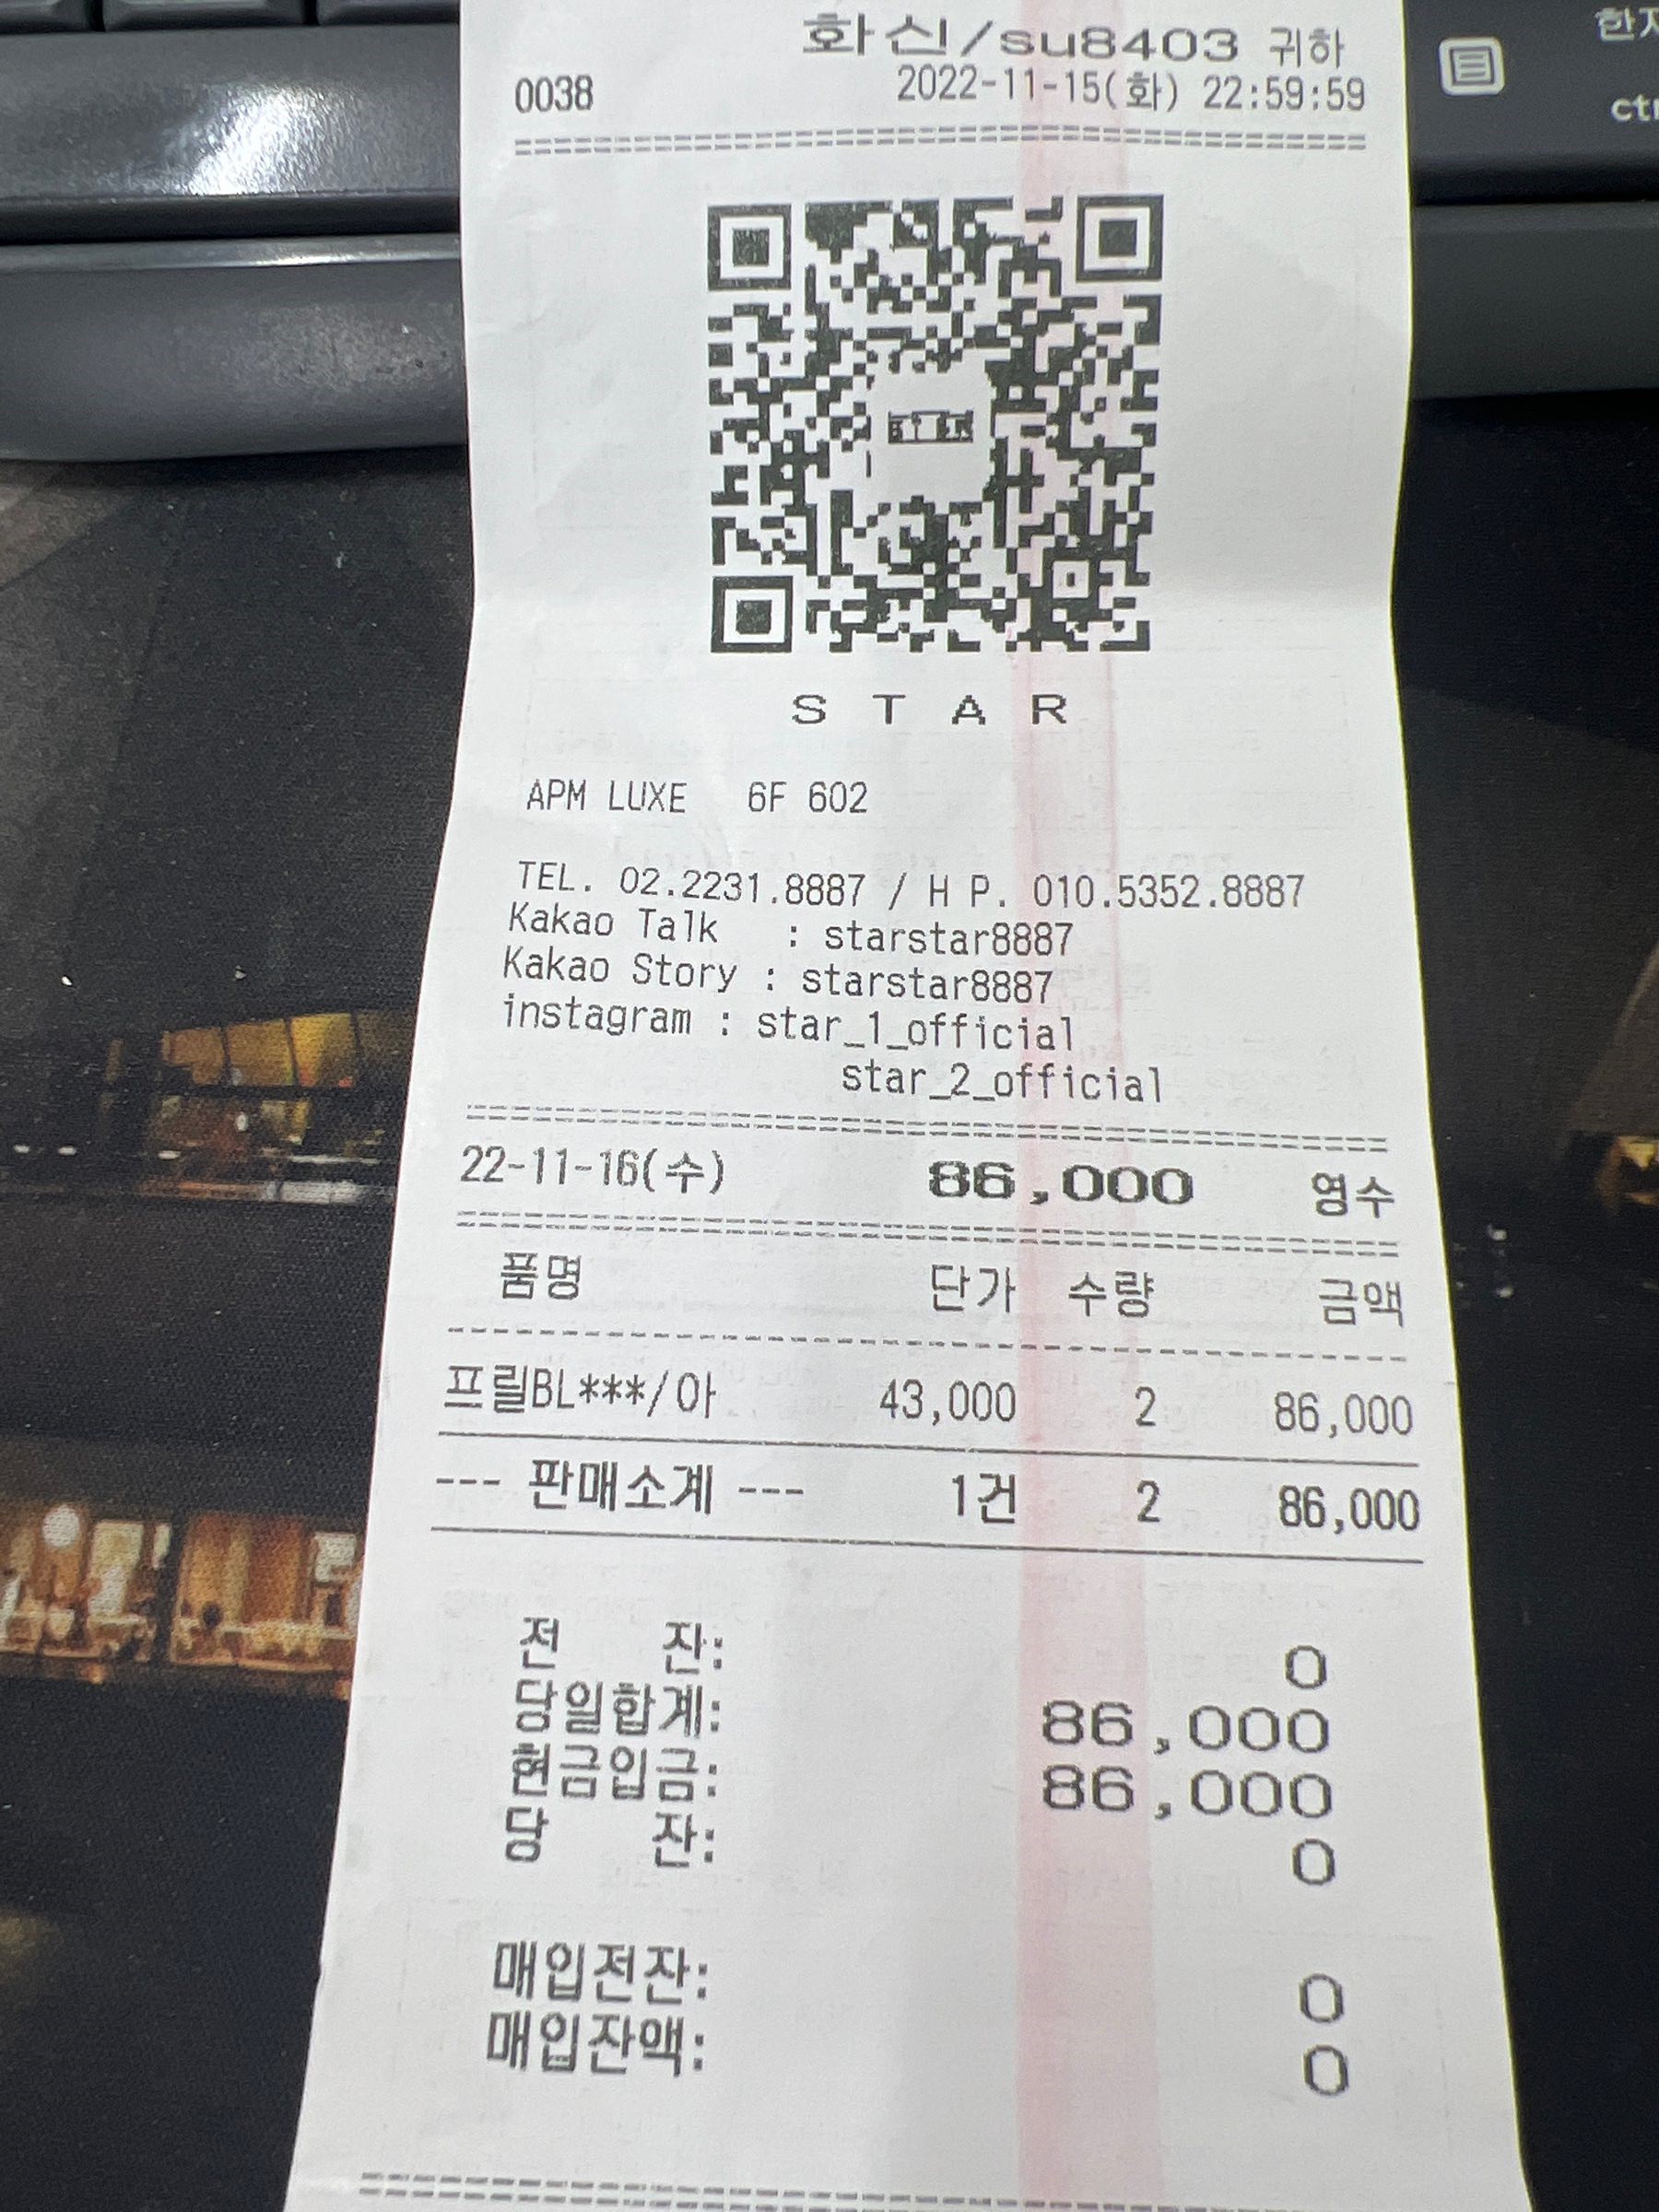 화신/su8403 귀하
0038 2022-11-15(화) 22:59:59
STAR
S T A R
APM LUXE 6F 602
TEL. 02.2231.8887 / H P. 010.5352.8887
Kakao Talk : starstar8887
Kakao Story : starstar8887
instagram : star_1_official
star_2_official
22-11-16(수) 86,000 영수
품명 단가 수량 금액
프릴BL***/아 43,000 2 86,000
--- 판매소계 --- 1건 2 86,000
전 잔: 0
당일합계: 86,000
현금입금: 86,000
당 잔: 0
매입전잔: 0
매입잔액: 0